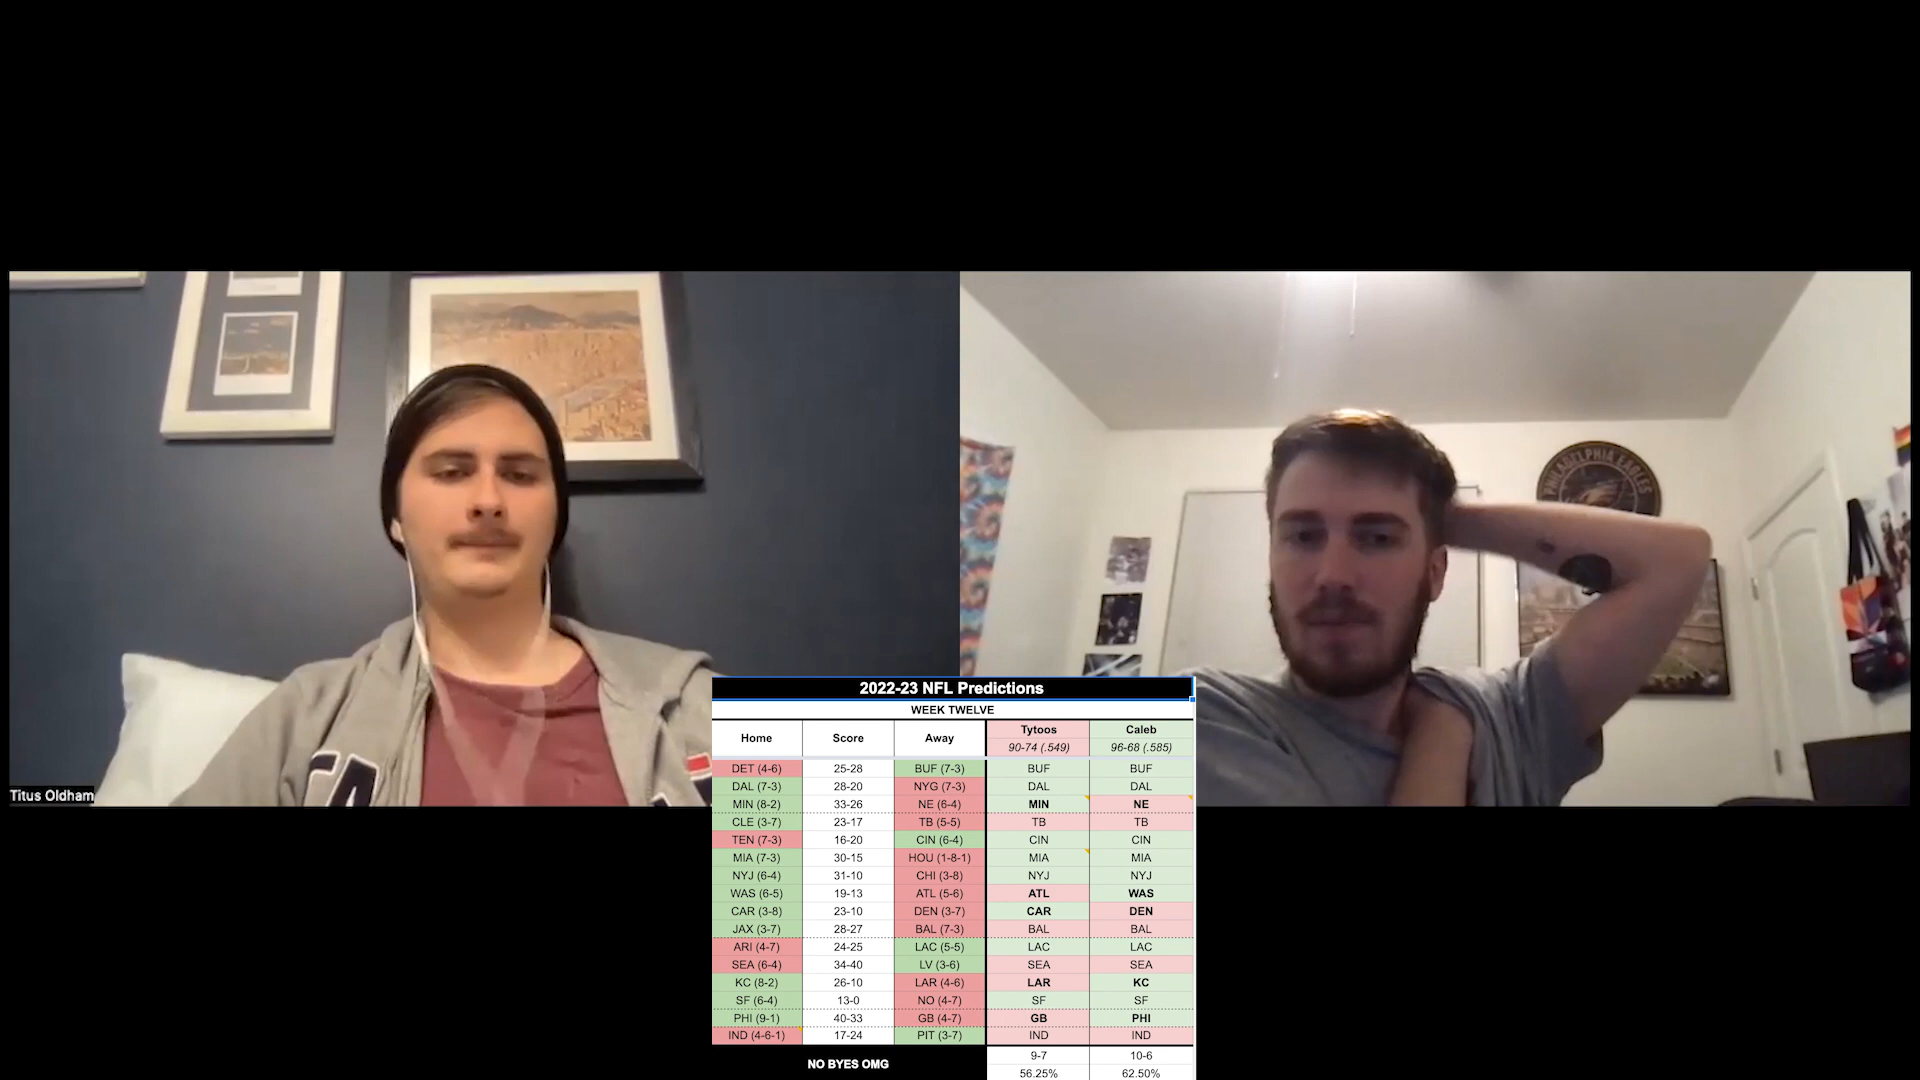 PHILADELPHIA EAGLES
Titus Oldham
2022-23 NFL Predictions
WEEK TWELVE
Home Score Away Tytoos Caleb
90-74 (.549) 96-68 (.585)
DET (4-6) 25-28 BUF (7-3) BUF BUF
DAL (7-3) 28-20 NYG (7-3) DAL DAL
MIN (8-2) 33-26 NE (6-4) MIN NE
CLE (3-7) 23-17 TB (5-5) TB TB
TEN (7-3) 16-20 CIN (6-4) CIN CIN
MIA (7-3) 30-15 HOU (1-8-1) MIA MIA
NYJ (6-4) 31-10 CHI (3-8) NYJ NYJ
WAS (6-5) 19-13 ATL (5-6) ATL WAS
CAR (3-8) 23-10 DEN (3-7) CAR DEN
JAX (3-7) 28-27 BAL (7-3) BAL BAL
ARI (4-7) 24-25 LAC (5-5) LAC LAC
SEA (6-4) 34-40 LV (3-6) SEA SEA
KC (8-2) 26-10 LAR (4-6) LAR KC
SF (6-4) 13-0 NO (4-7) SF SF
PHI (9-1) 40-33 GB (4-7) GB PHI
IND (4-6-1) 17-24 PIT (3-7) IND IND
NO BYES OMG
9-7 10-6
56.25% 62.50%